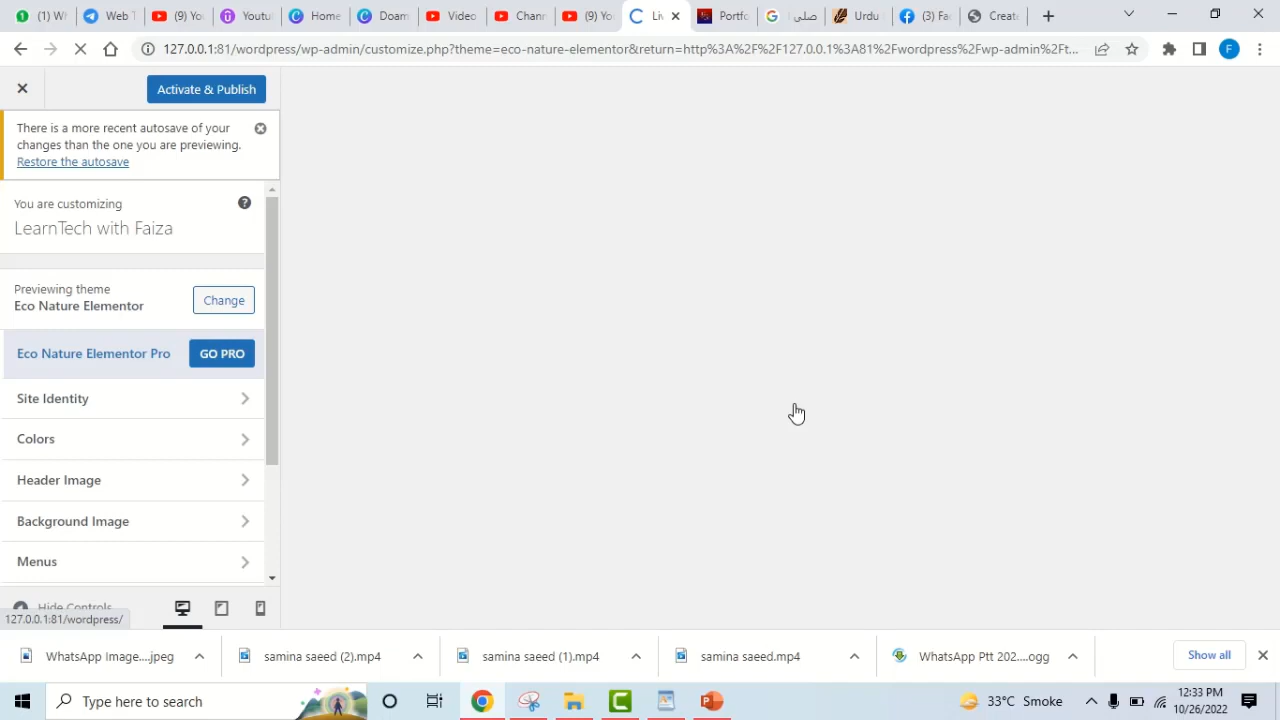 (1) W
Web T
(9) Yo
Youtu
Home
Doam
Video
Chann
(9) Yo
Liv
Portfo
صلى ا
Urdu
(3) Fac
Create
127.0.0.1:81/wordpress/wp-admin/customize.php?theme=eco-nature-elementor&return=http%3A%2F%2F127.0.0.1%3A81%2Fwordpress%2Fwp-admin%2Ft...
F
Activate & Publish
There is a more recent autosave of your
changes than the one you are previewing.
Restore the autosave
You are customizing
LearnTech with Faiza
Previewing theme
Eco Nature Elementor
Change
Eco Nature Elementor Pro
GO PRO
Site Identity
Colors
Header Image
Background Image
Menus
Hide Controls
127.0.0.1:81/wordpress/
WhatsApp Image....jpeg
samina saeed (2).mp4
samina saeed (1).mp4
samina saeed.mp4
WhatsApp Ptt 202....ogg
Show all
Type here to search
33°C Smoke
12:33 PM
10/26/2022